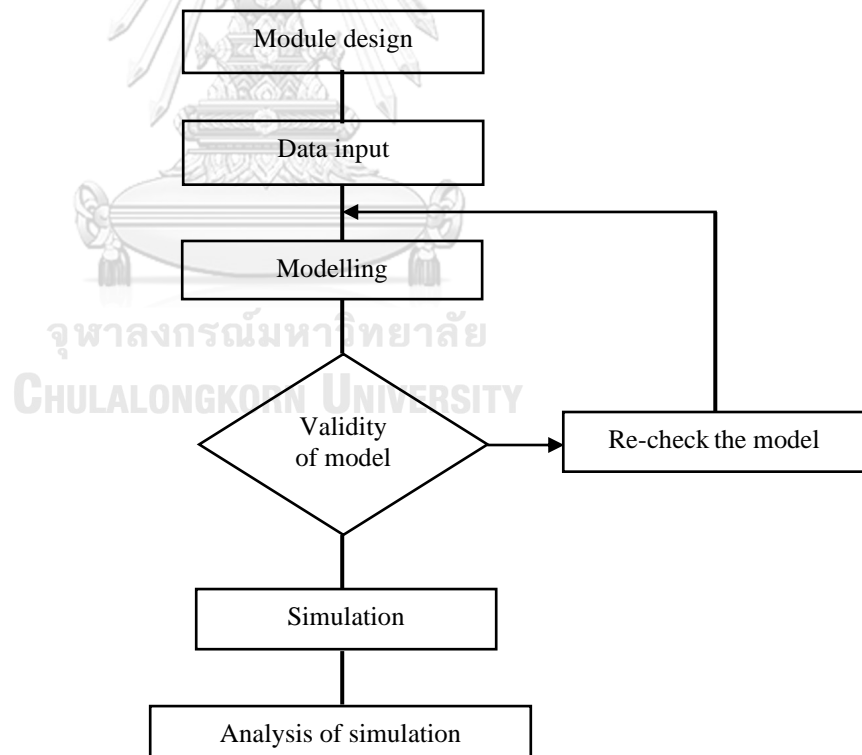 Module design
Data input
Modelling
จุฬาลงกรณ์มหาวิทยาลัย
CHULALONGKORN UNIVERSITY
Validity
of model
Re-check the model
Simulation
Analysis of simulation